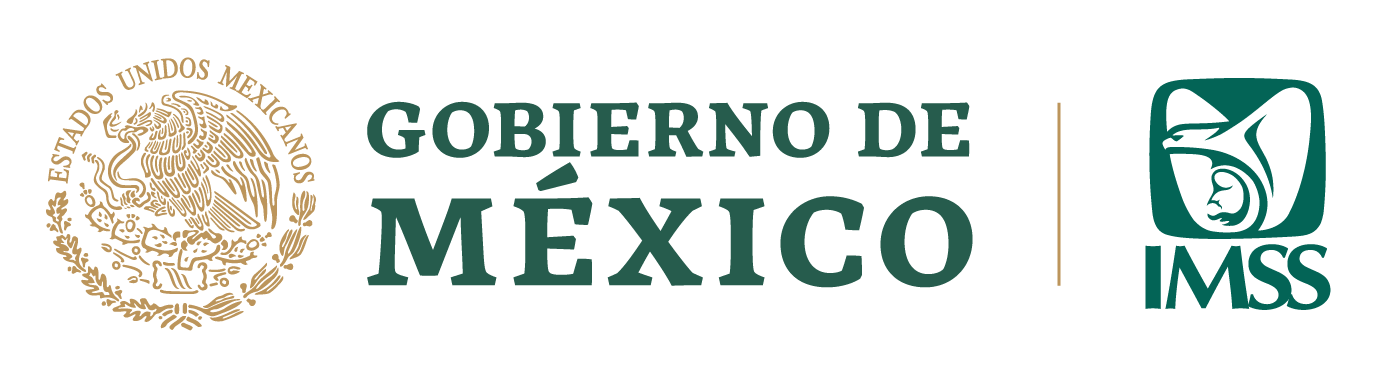 ESTADOS UNIDOS MEXICANOS
GOBIERNO DE
MÉXICO
IMSS